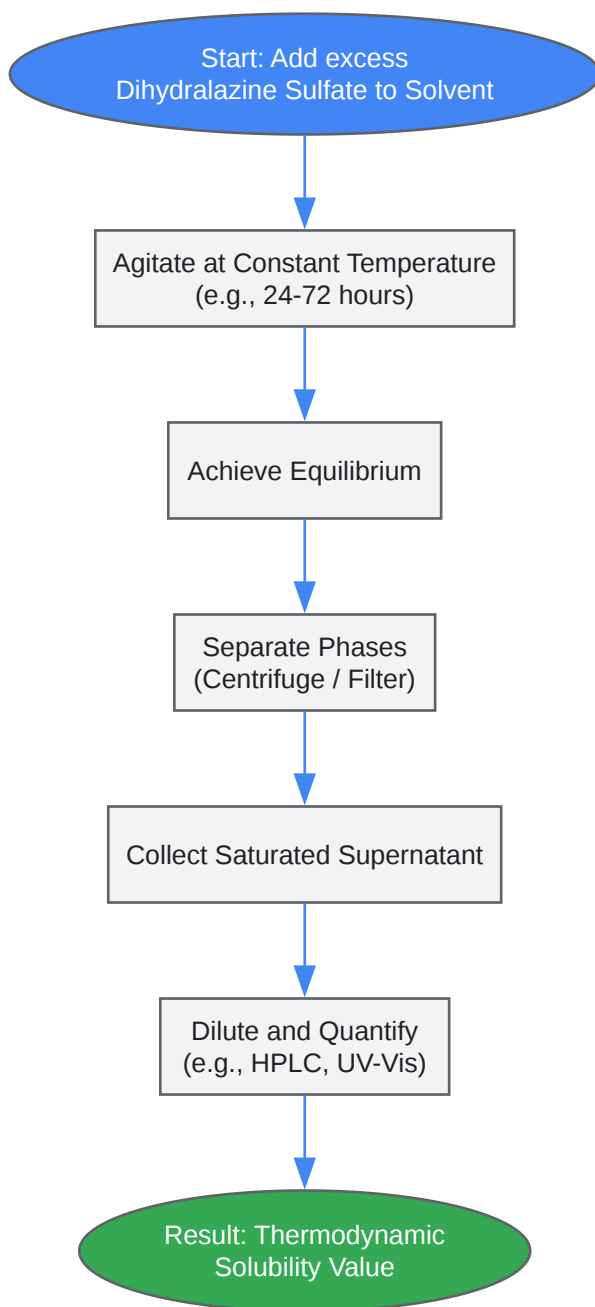 Start: Add excess
Dihydralazine Sulfate to Solvent
Agitate at Constant Temperature
(e.g., 24-72 hours)
Achieve Equilibrium
Separate Phases
(Centrifuge / Filter)
Collect Saturated Supernatant
Dilute and Quantify
(e.g., HPLC, UV-Vis)
Result: Thermodynamic
Solubility Value